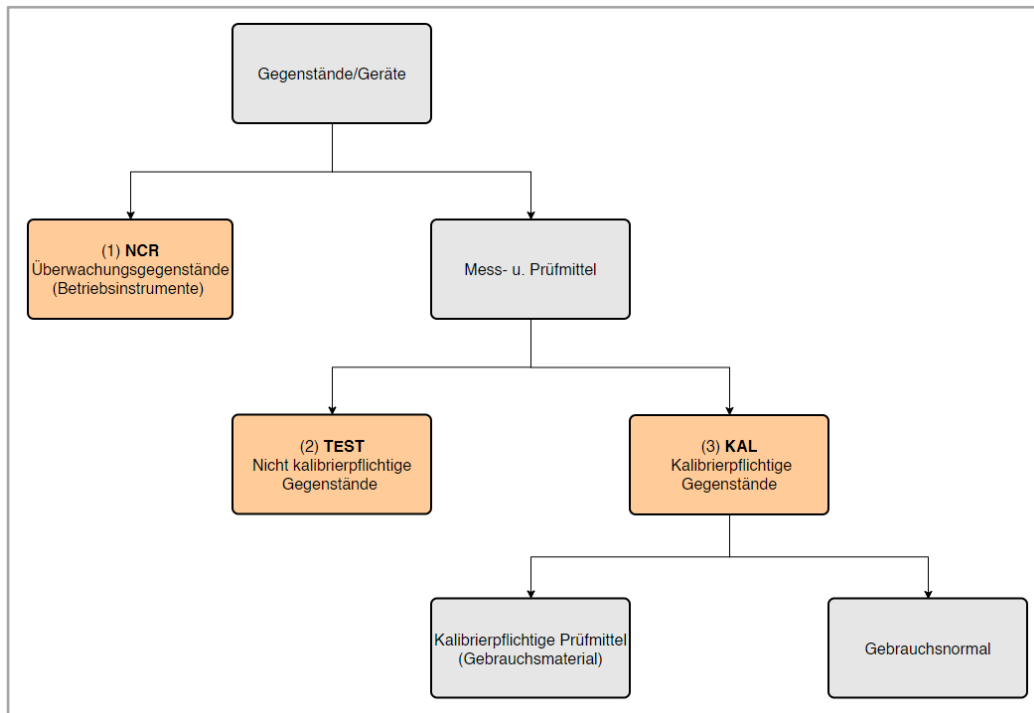 Gegenstände/Geräte
(1) NCR
Überwachungsgegenstände
(Betriebsinstrumente)
Mess- u. Prüfmittel
(2) TEST
Nicht kalibrierpflichtige
Gegenstände
(3) KAL
Kalibrierpflichtige
Gegenstände
Kalibrierpflichtige Prüfmittel
(Gebrauchsmaterial)
Gebrauchsnormal